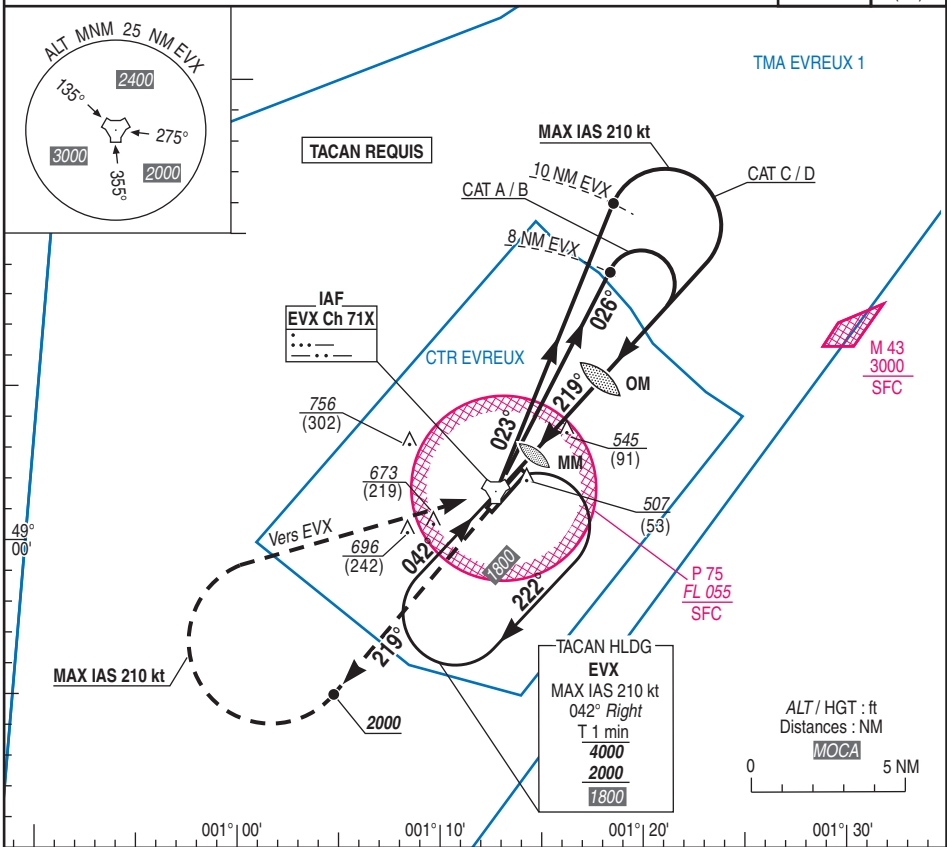 ALT MNM 25 NM EVX
2400
135°
275°
3000
2000
355°
TMA EVREUX 1
TACAN REQUIS
MAX IAS 210 kt
10 NM EVX
CAT C / D
CAT A / B
8 NM EVX
026°
IAF
EVX Ch 71X
CTR EVREUX
M 43
3000
SFC
OM
219°
023°
756
(302)
545
(91)
MM
673
(219)
507
(53)
49°
00'
Vers EVX
696
(242)
042°
1800
222°
P 75
FL 055
SFC
219°
MAX IAS 210 kt
2000
TACAN HLDG
EVX
MAX IAS 210 kt
042° Right
T 1 min
4000
2000
1800
ALT / HGT : ft
Distances : NM
MOCA
0 5 NM
001° 00'
001° 10'
001° 20'
001° 30'